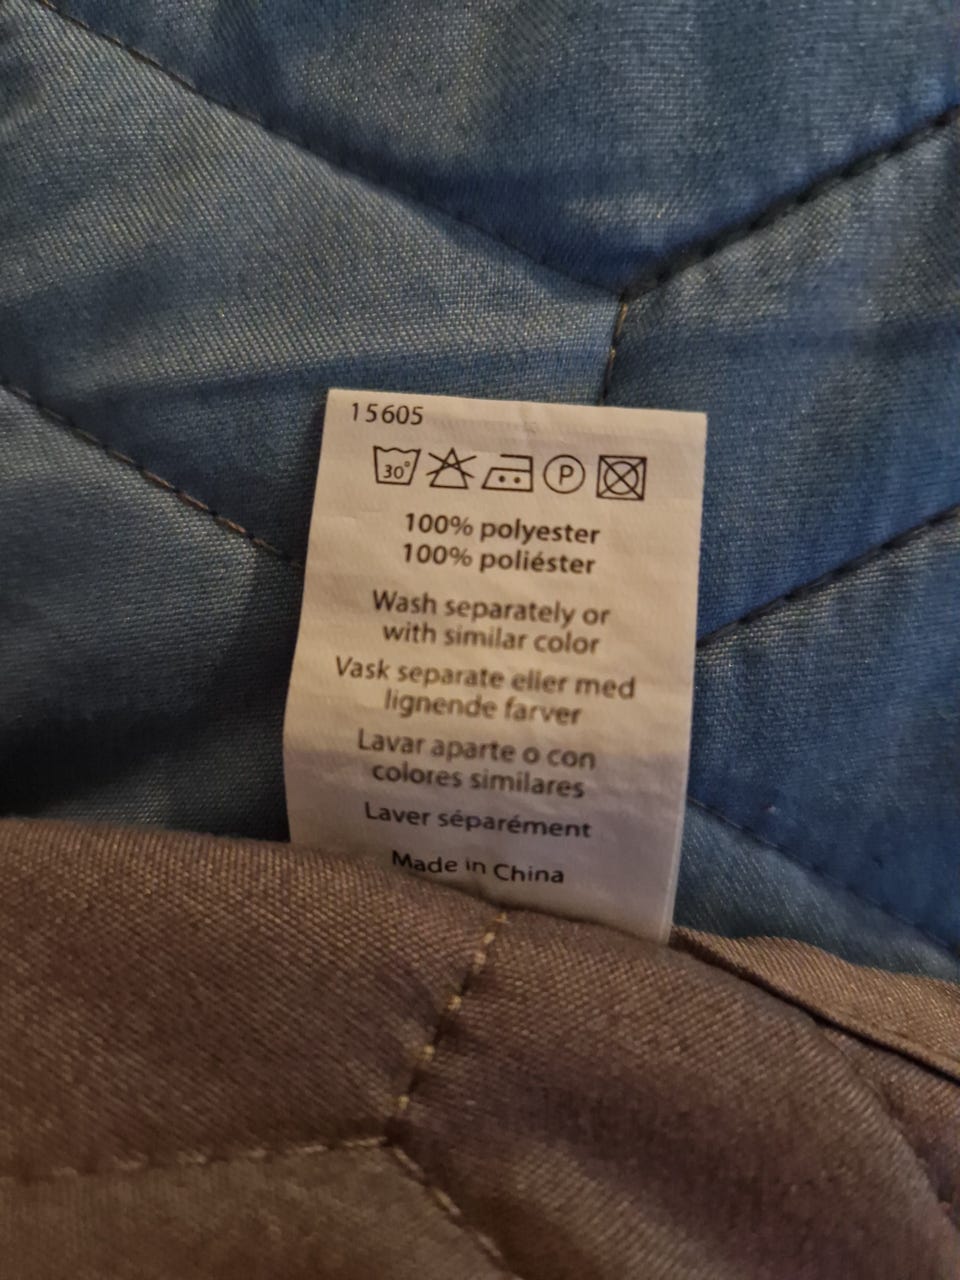 15605
30°
P
100% polyester
100% poliéster
Wash separately or
with similar color
Vask separate eller med
lignende farver
Lavar aparte o con
colores similares
Laver séparément
Made in China